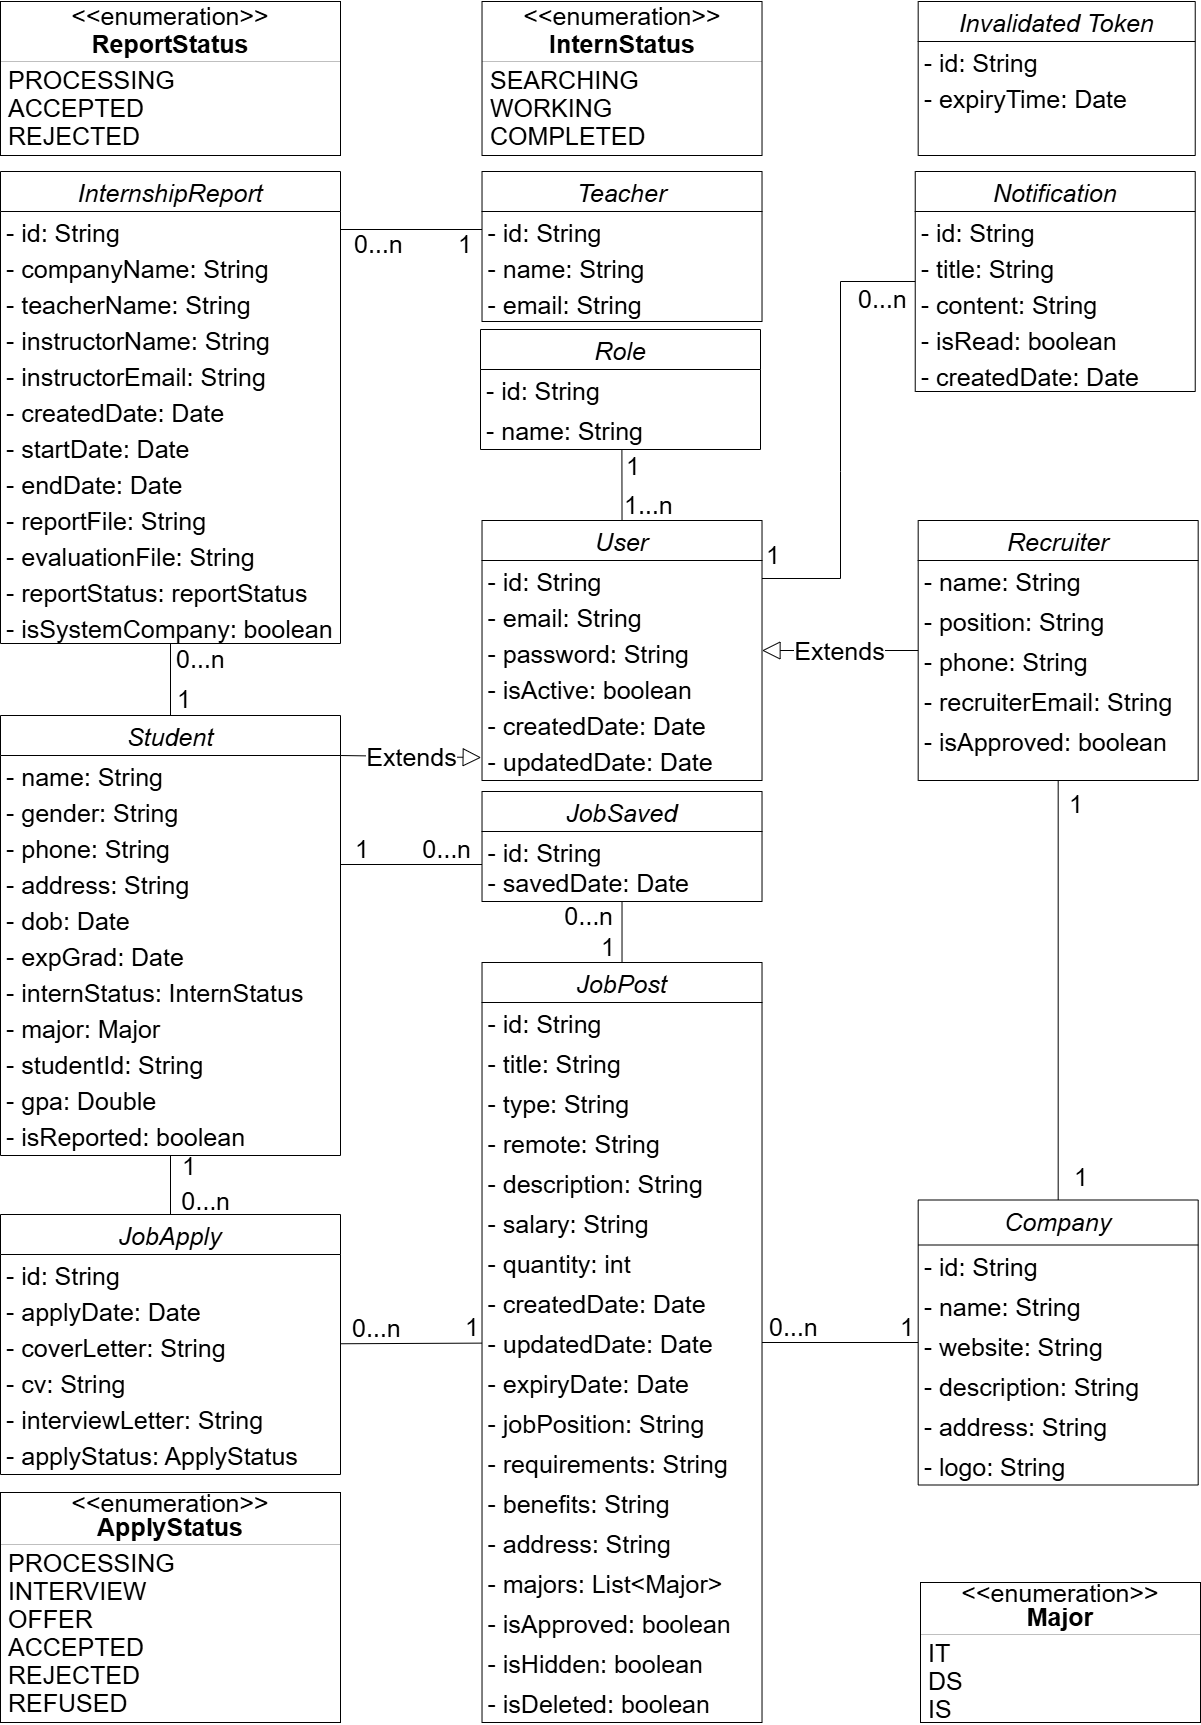 <<enumeration>>
ReportStatus
PROCESSING
ACCEPTED
REJECTED
<<enumeration>>
InternStatus
SEARCHING
WORKING
COMPLETED
Invalidated Token
- id: String
- expiryTime: Date
InternshipReport
- id: String
- companyName: String
- teacherName: String
- instructorName: String
- instructorEmail: String
- createdDate: Date
- startDate: Date
- endDate: Date
- reportFile: String
- evaluationFile: String
- reportStatus: reportStatus
- isSystemCompany: boolean
0...n
1
Teacher
- id: String
- name: String
- email: String
Notification
- id: String
- title: String
- content: String
- isRead: boolean
- createdDate: Date
0...n
Role
- id: String
- name: String
1
1...n
User
- id: String
- email: String
- password: String
- isActive: boolean
- createdDate: Date
- updatedDate: Date
1
Extends
Recruiter
- name: String
- position: String
- phone: String
- recruiterEmail: String
- isApproved: boolean
0...n
1
Student
- name: String
- gender: String
- phone: String
- address: String
- dob: Date
- expGrad: Date
- internStatus: InternStatus
- major: Major
- studentId: String
- gpa: Double
- isReported: boolean
Extends
1
0...n
JobSaved
- id: String
- savedDate: Date
0...n
1
JobPost
- id: String
- title: String
- type: String
- remote: String
- description: String
- salary: String
- quantity: int
- createdDate: Date
- updatedDate: Date
- expiryDate: Date
- jobPosition: String
- requirements: String
- benefits: String
- address: String
- majors: List<Major>
- isApproved: boolean
- isHidden: boolean
- isDeleted: boolean
1
1
Company
- id: String
- name: String
- website: String
- description: String
- address: String
- logo: String
0...n
1
1
0...n
JobApply
- id: String
- applyDate: Date
- coverLetter: String
- cv: String
- interviewLetter: String
- applyStatus: ApplyStatus
0...n
1
<<enumeration>>
ApplyStatus
PROCESSING
INTERVIEW
OFFER
ACCEPTED
REJECTED
REFUSED
<<enumeration>>
Major
IT
DS
IS